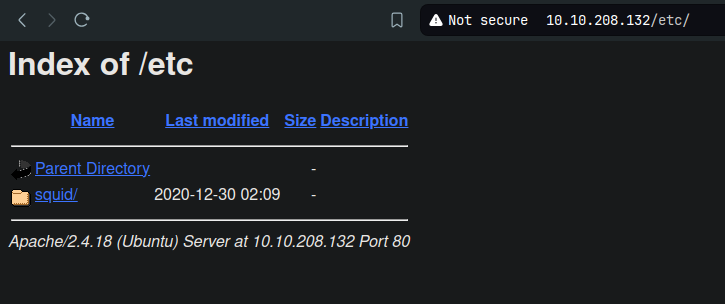 Not secure 10.10.208.132/etc/
Index of /etc
Name Last modified Size Description
Parent Directory -
squid/ 2020-12-30 02:09 -
Apache/2.4.18 (Ubuntu) Server at 10.10.208.132 Port 80